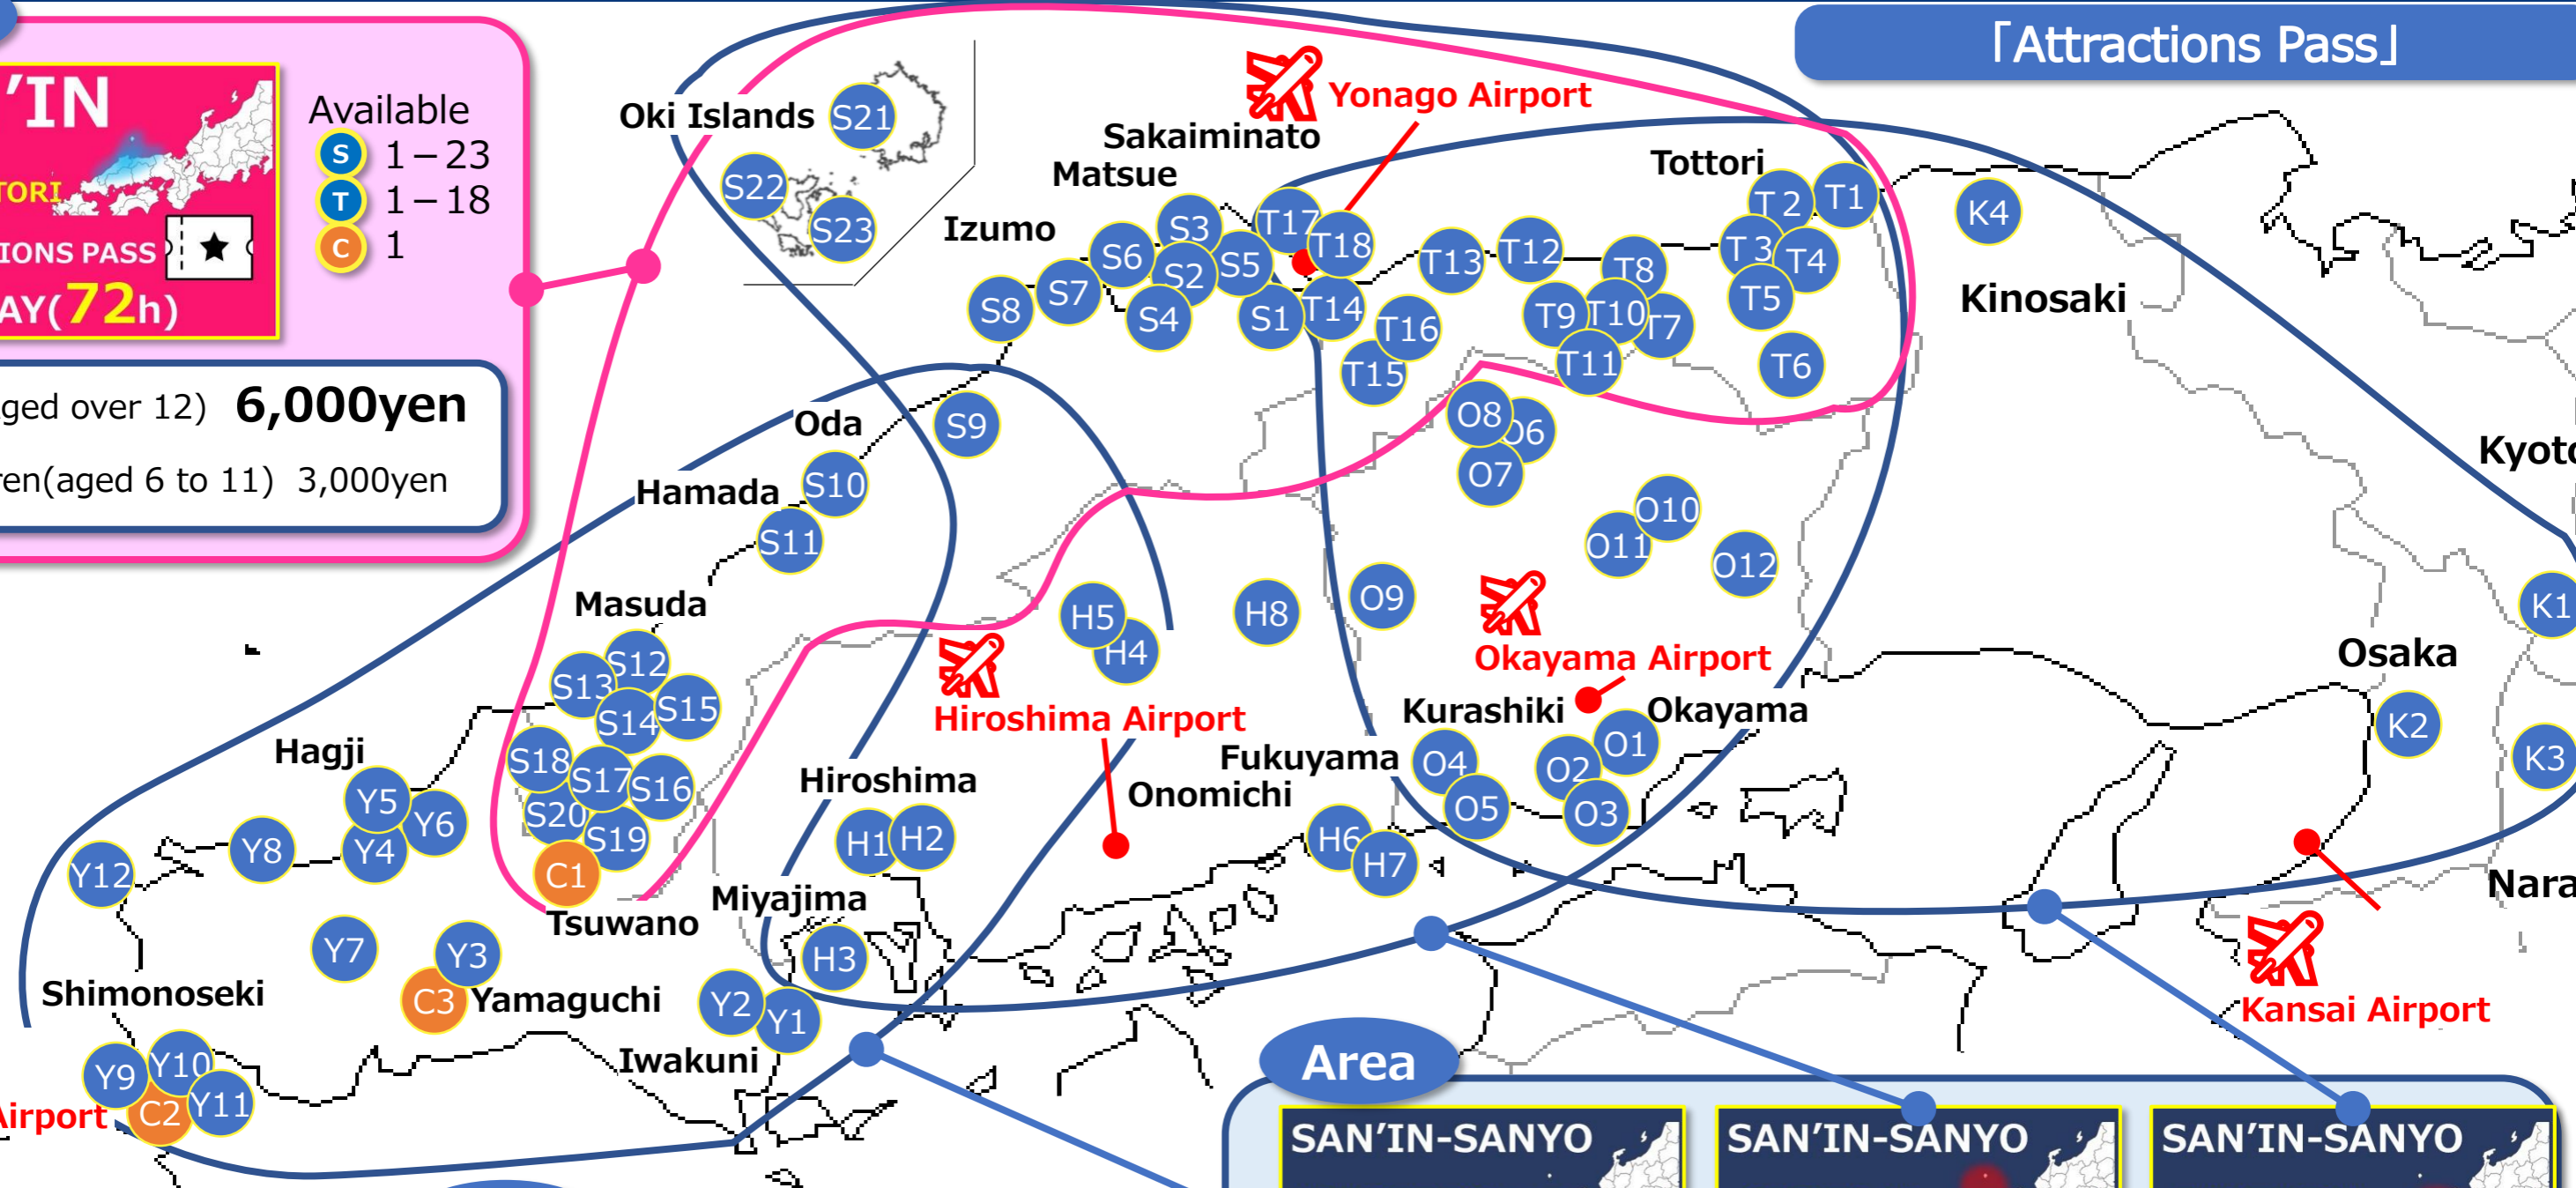 「Attractions Pass」
'IN
TORI
IONS PASS
AY(72h)
Available
S 1-23
T 1-18
C 1
ged over 12) 6,000yen
ren(aged 6 to 11) 3,000yen
Oki Islands
S21
S22
S23
Yonago Airport
Sakaiminato
Matsue
Izumo
Tottori
Kinosaki
Kyoto
S3
T17
T18
S6
S2
S5
S7
S8
S4
S1
T14
T13
T12
T16
T15
T8
T9
T10
T7
T11
T2
T1
T3
T4
T5
T6
K4
Oda
S9
Hamada
S10
S11
O8
O6
O7
O10
O11
O12
O9
H5
H4
H8
K1
Masuda
S12
S13
S14
S15
S18
S17
S16
S20
S19
C1
Tsuwano
Hiroshima Airport
Okayama Airport
Kurashiki
Okayama
Osaka
K2
K3
Fukuyama
Onomichi
O4
O5
O1
O2
O3
H6
H7
Hiroshima
H1
H2
Miyajima
H3
Hagji
Y5
Y6
Y4
Y8
Y12
Y7
Y3
C3
Yamaguchi
Shimonoseki
Y2
Y1
Iwakuni
Y9
Y10
Y11
C2
Airport
Nara
Kansai Airport
Area
SAN'IN-SANYO
SAN'IN-SANYO
SAN'IN-SANYO